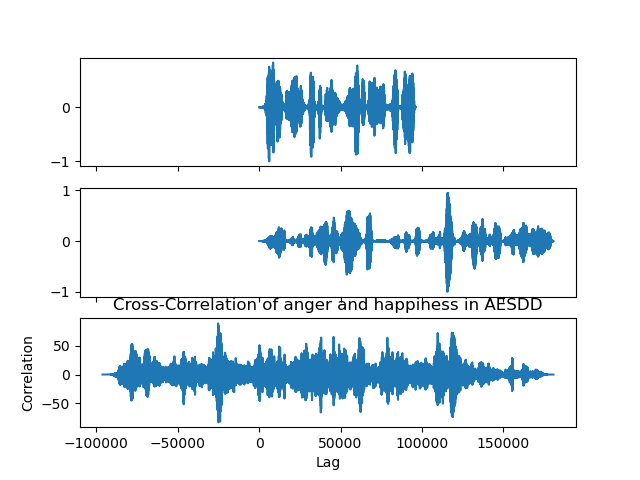 0
−1
1
0
−1
Cross-Correlation of anger and happiness in AESDD
50
0
−50
Correlation
−100000 −50000 0 50000 100000 150000
Lag